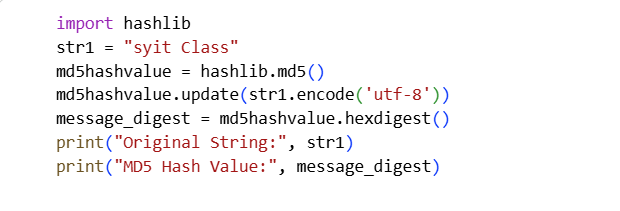 import hashlib
str1 = "syit Class"
md5hashvalue = hashlib.md5()
md5hashvalue.update(str1.encode('utf-8'))
message_digest = md5hashvalue.hexdigest()
print("Original String:", str1)
print("MD5 Hash Value:", message_digest)